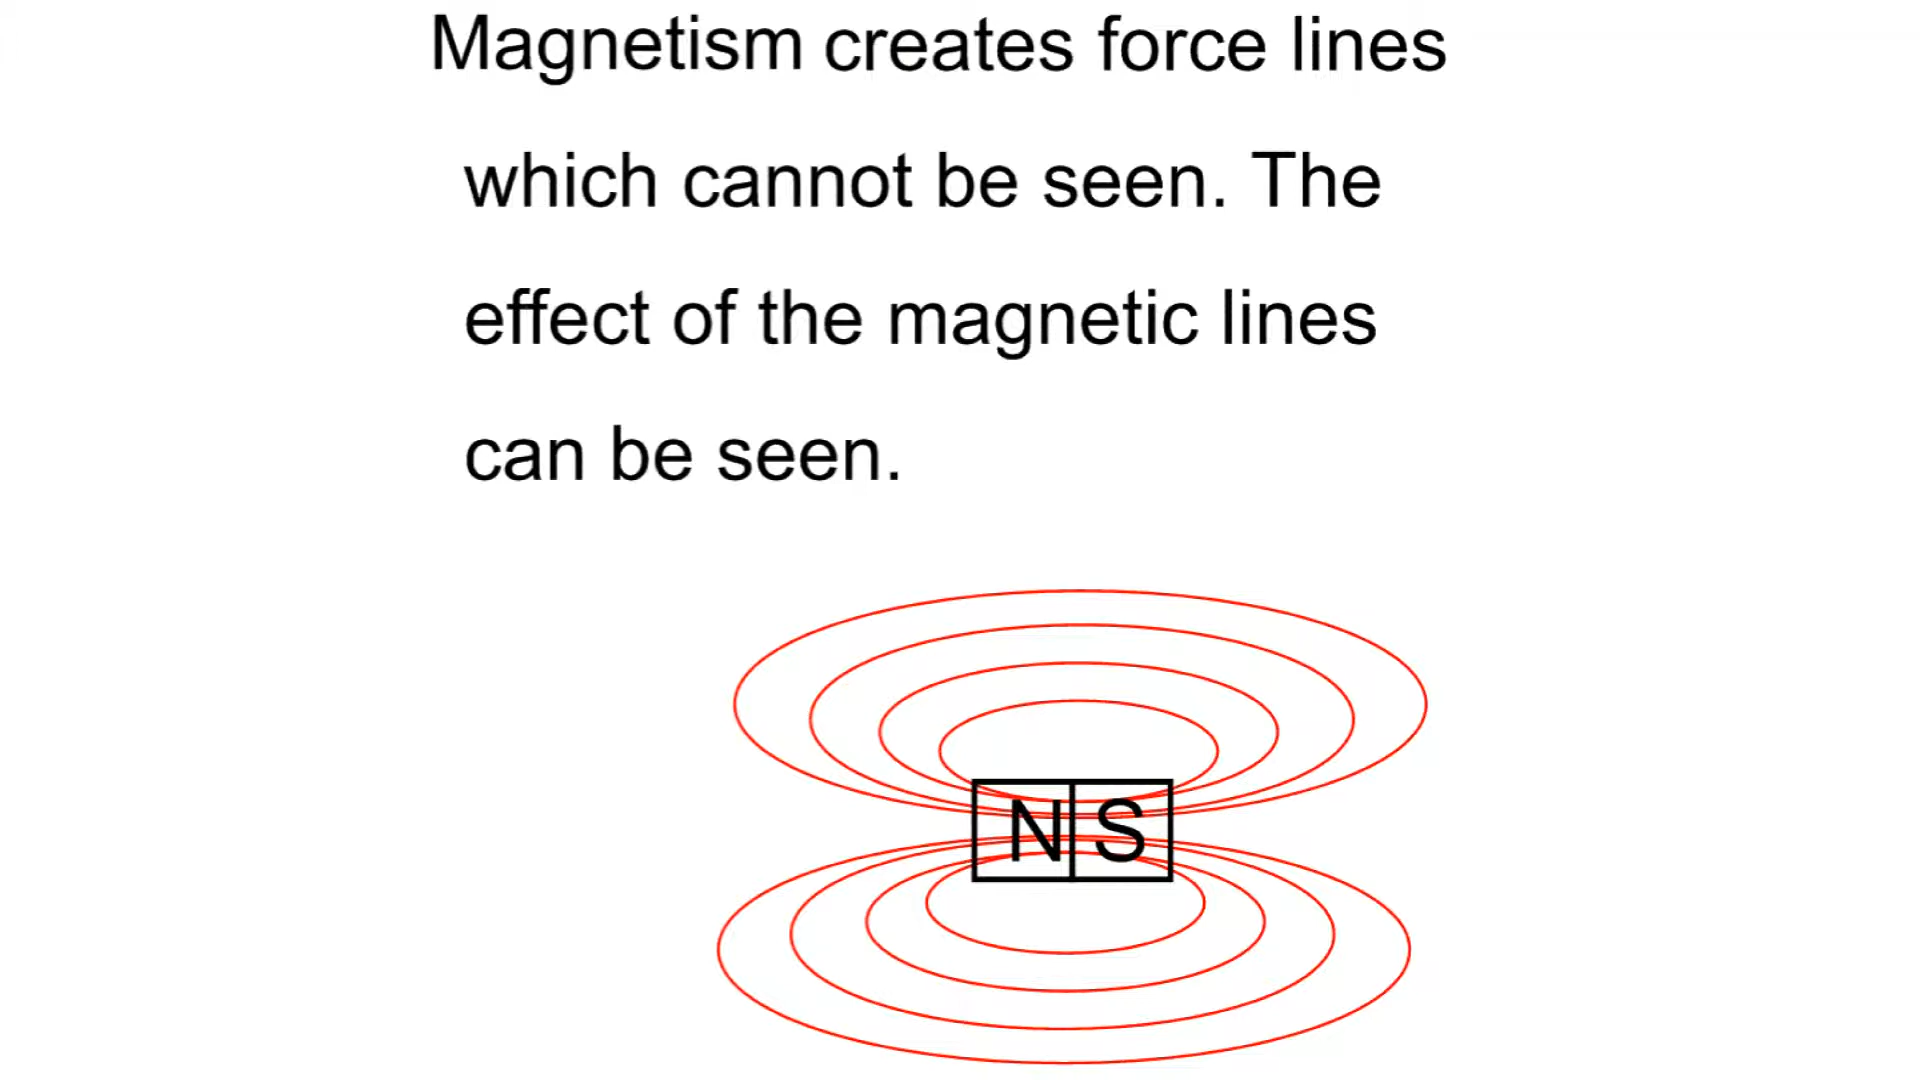 Magnetism creates force lines
which cannot be seen. The
effect of the magnetic lines
can be seen.
N S